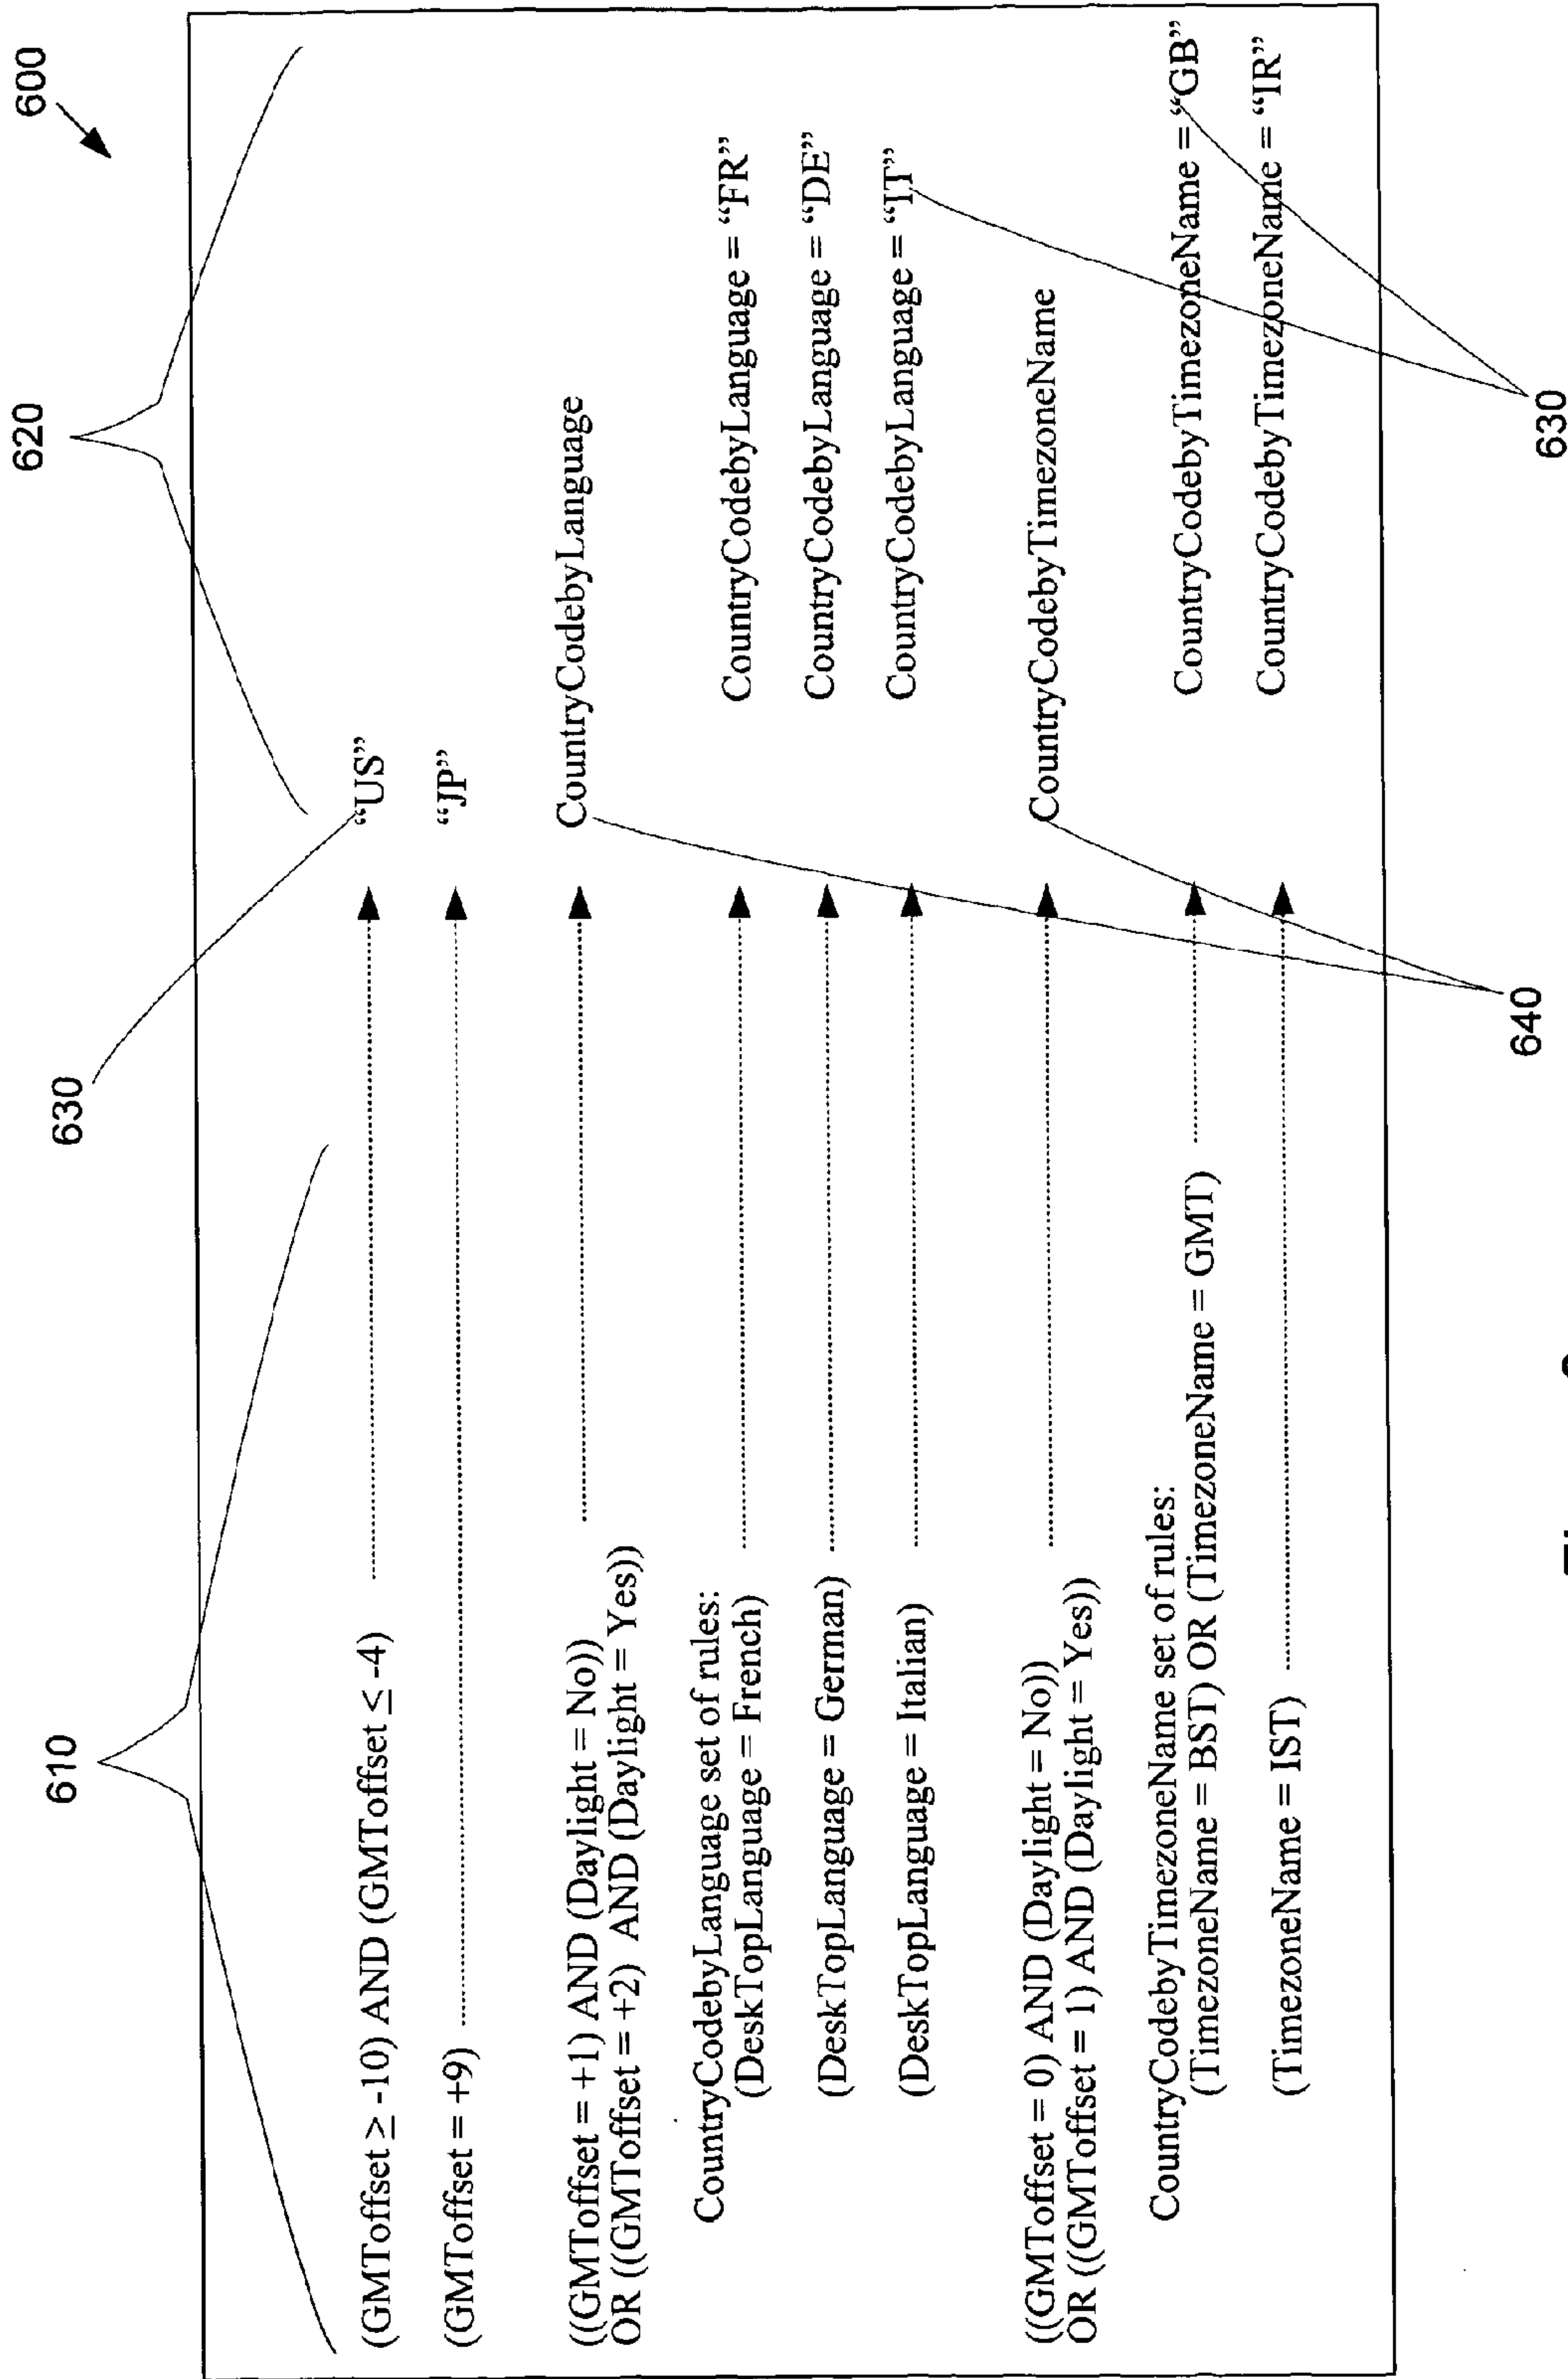 600
610
620
630
(GMToffset ≥ -10) AND (GMToffset ≤ -4) "US"
(GMToffset = +9) "JP"
((GMToffset = +1) AND (Daylight = No))
OR ((GMToffset = +2) AND (Daylight = Yes)) CountryCodebyLanguage
CountryCodebyLanguage set of rules:
(DeskTopLanguage = French) CountryCodebyLanguage = "FR"
(DeskTopLanguage = German) CountryCodebyLanguage = "DE"
(DeskTopLanguage = Italian) CountryCodebyLanguage = "IT"
((GMToffset = 0) AND (Daylight = No))
OR ((GMToffset = 1) AND (Daylight = Yes)) CountryCodebyTimezoneName
CountryCodebyTimezoneName set of rules:
(TimezoneName = BST) OR (TimezoneName = GMT) CountryCodebyTimezoneName = "GB"
(TimezoneName = IST) CountryCodebyTimezoneName = "IR"
640
630